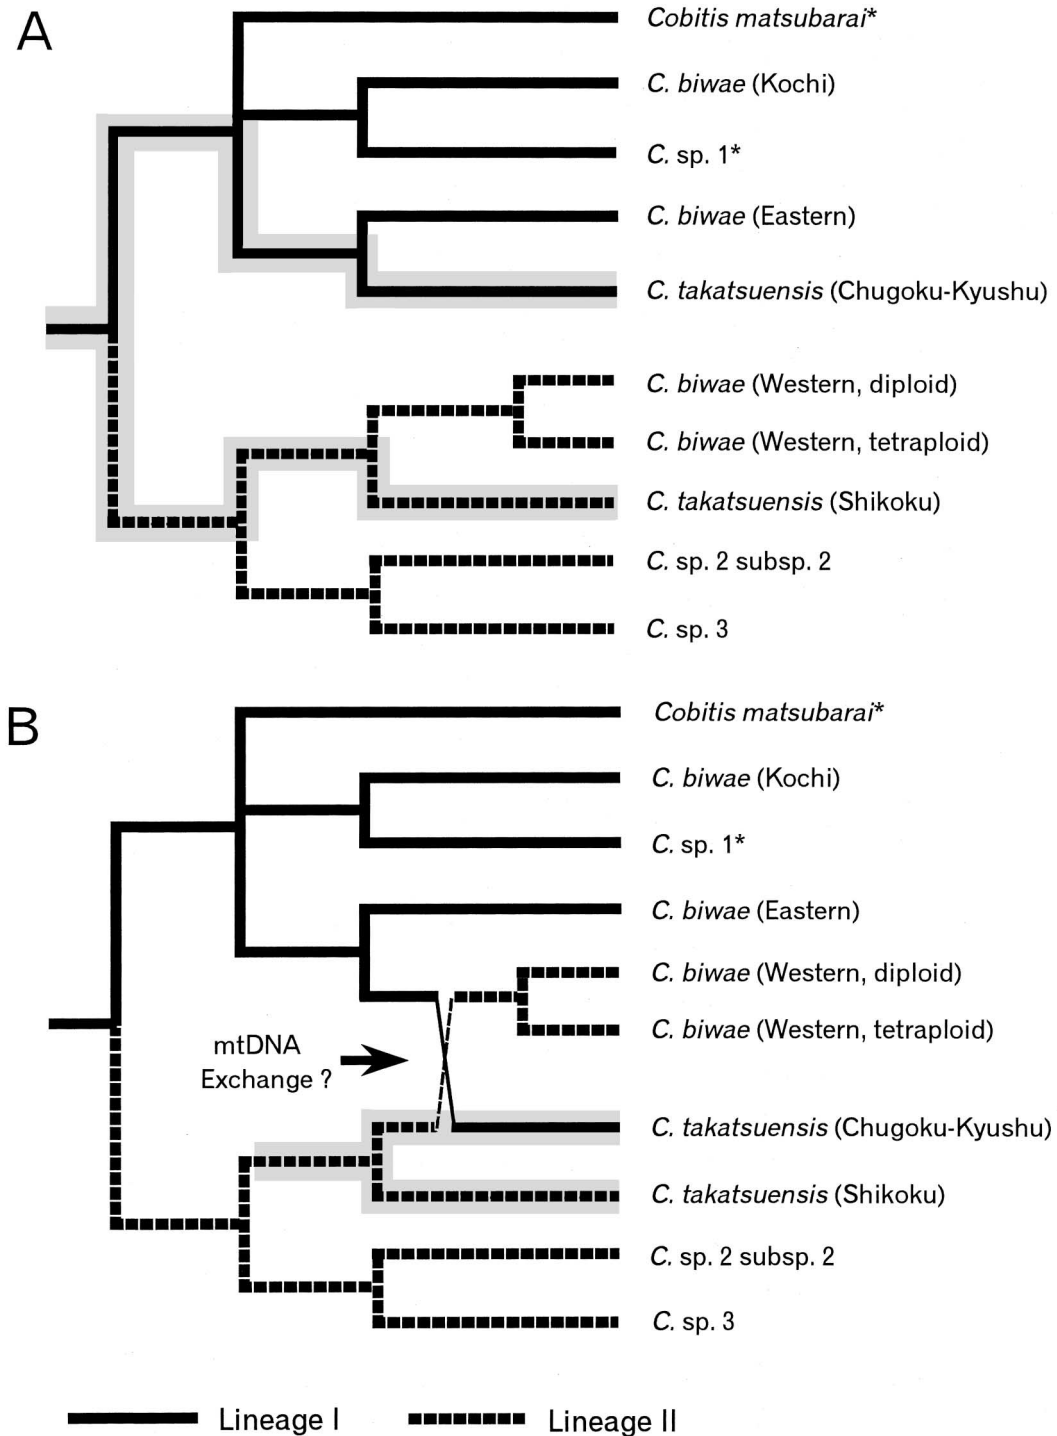 A
Cobitis matsubarai*
C. biwae (Kochi)
C. sp. 1*
C. biwae (Eastern)
C. takatsuensis (Chugoku-Kyushu)
C. biwae (Western, diploid)
C. biwae (Western, tetraploid)
C. takatsuensis (Shikoku)
C. sp. 2 subsp. 2
C. sp. 3
B
Cobitis matsubarai*
C. biwae (Kochi)
C. sp. 1*
C. biwae (Eastern)
C. biwae (Western, diploid)
C. biwae (Western, tetraploid)
mtDNA
Exchange ?
C. takatsuensis (Chugoku-Kyushu)
C. takatsuensis (Shikoku)
C. sp. 2 subsp. 2
C. sp. 3
Lineage I
Lineage II